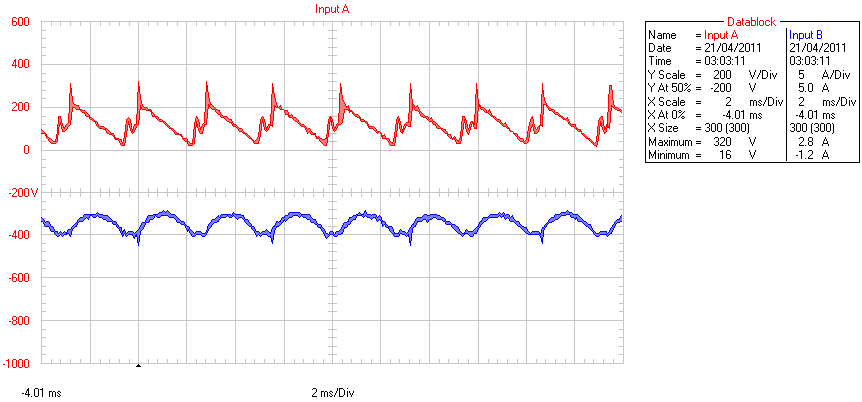 Input A
600
400
200
0
-200V
-400
-600
-800
-1000
-4.01 ms
2 ms/Div
Datablock
Name = Input A Input B
Date = 21/04/2011 21/04/2011
Time = 03:03:11 03:03:11
Y Scale = 200 V/Div 5 A/Div
Y At 50% = -200 V 5.0 A
X Scale = 2 ms/Div 2 ms/Div
X At 0% = -4.01 ms -4.01 ms
X Size = 300 (300) 300 (300)
Maximum = 320 V 2.8 A
Minimum = 16 V -1.2 A